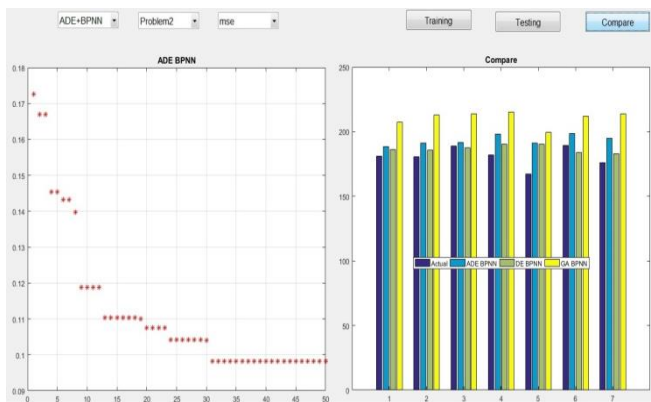 ADE+BPNN Problem2 mse Training Testing Compare
ADE BPNN
0.18
0.17
0.16
0.15
0.14
0.13
0.12
0.11
0.1
0.09
0 5 10 15 20 25 30 35 40 45 50
Compare
250
200
150
100
50
0
Actual ADE BPNN DE BPNN GA BPNN
1 2 3 4 5 6 7